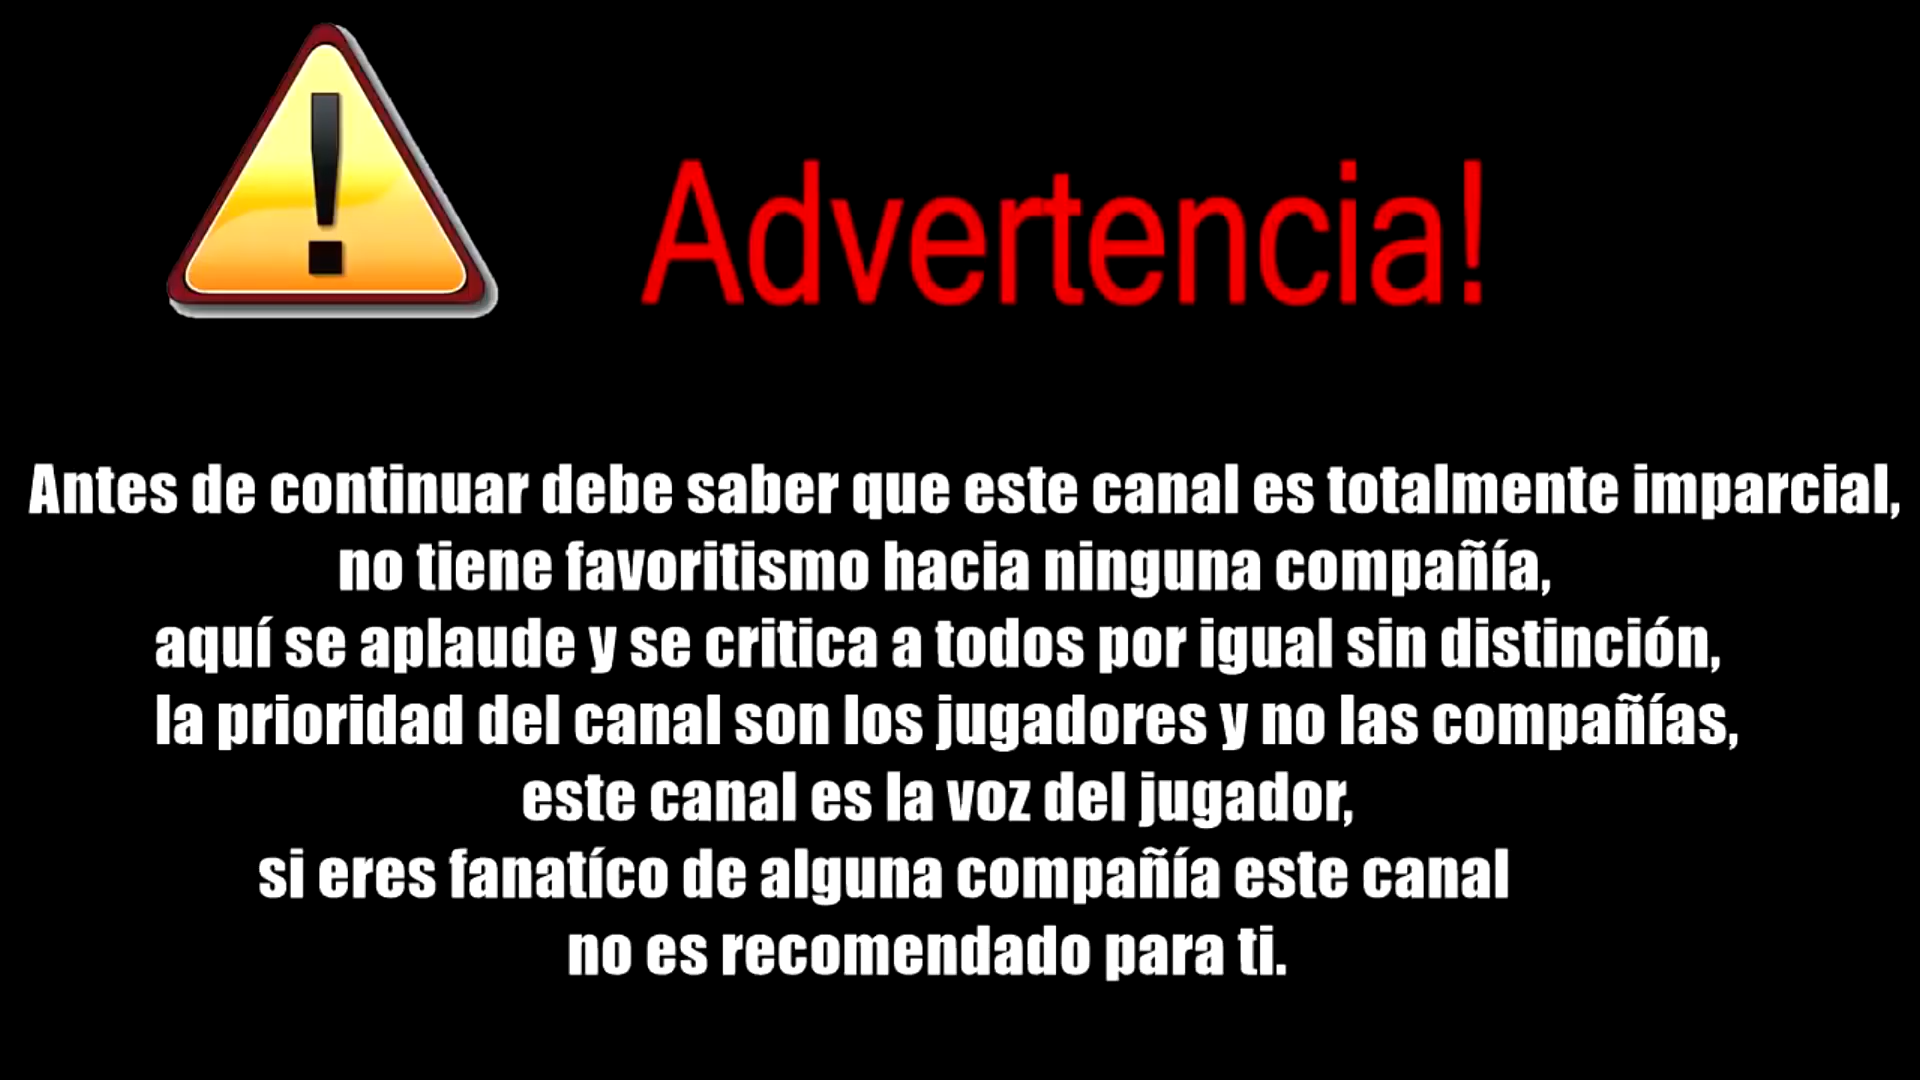 Advertencia!
Antes de continuar debe saber que este canal es totalmente imparcial,
no tiene favoritismo hacia ninguna compañía,
aquí se aplaude y se critica a todos por igual sin distinción,
la prioridad del canal son los jugadores y no las compañías,
este canal es la voz del jugador,
si eres fanatíco de alguna compañía este canal
no es recomendado para ti.